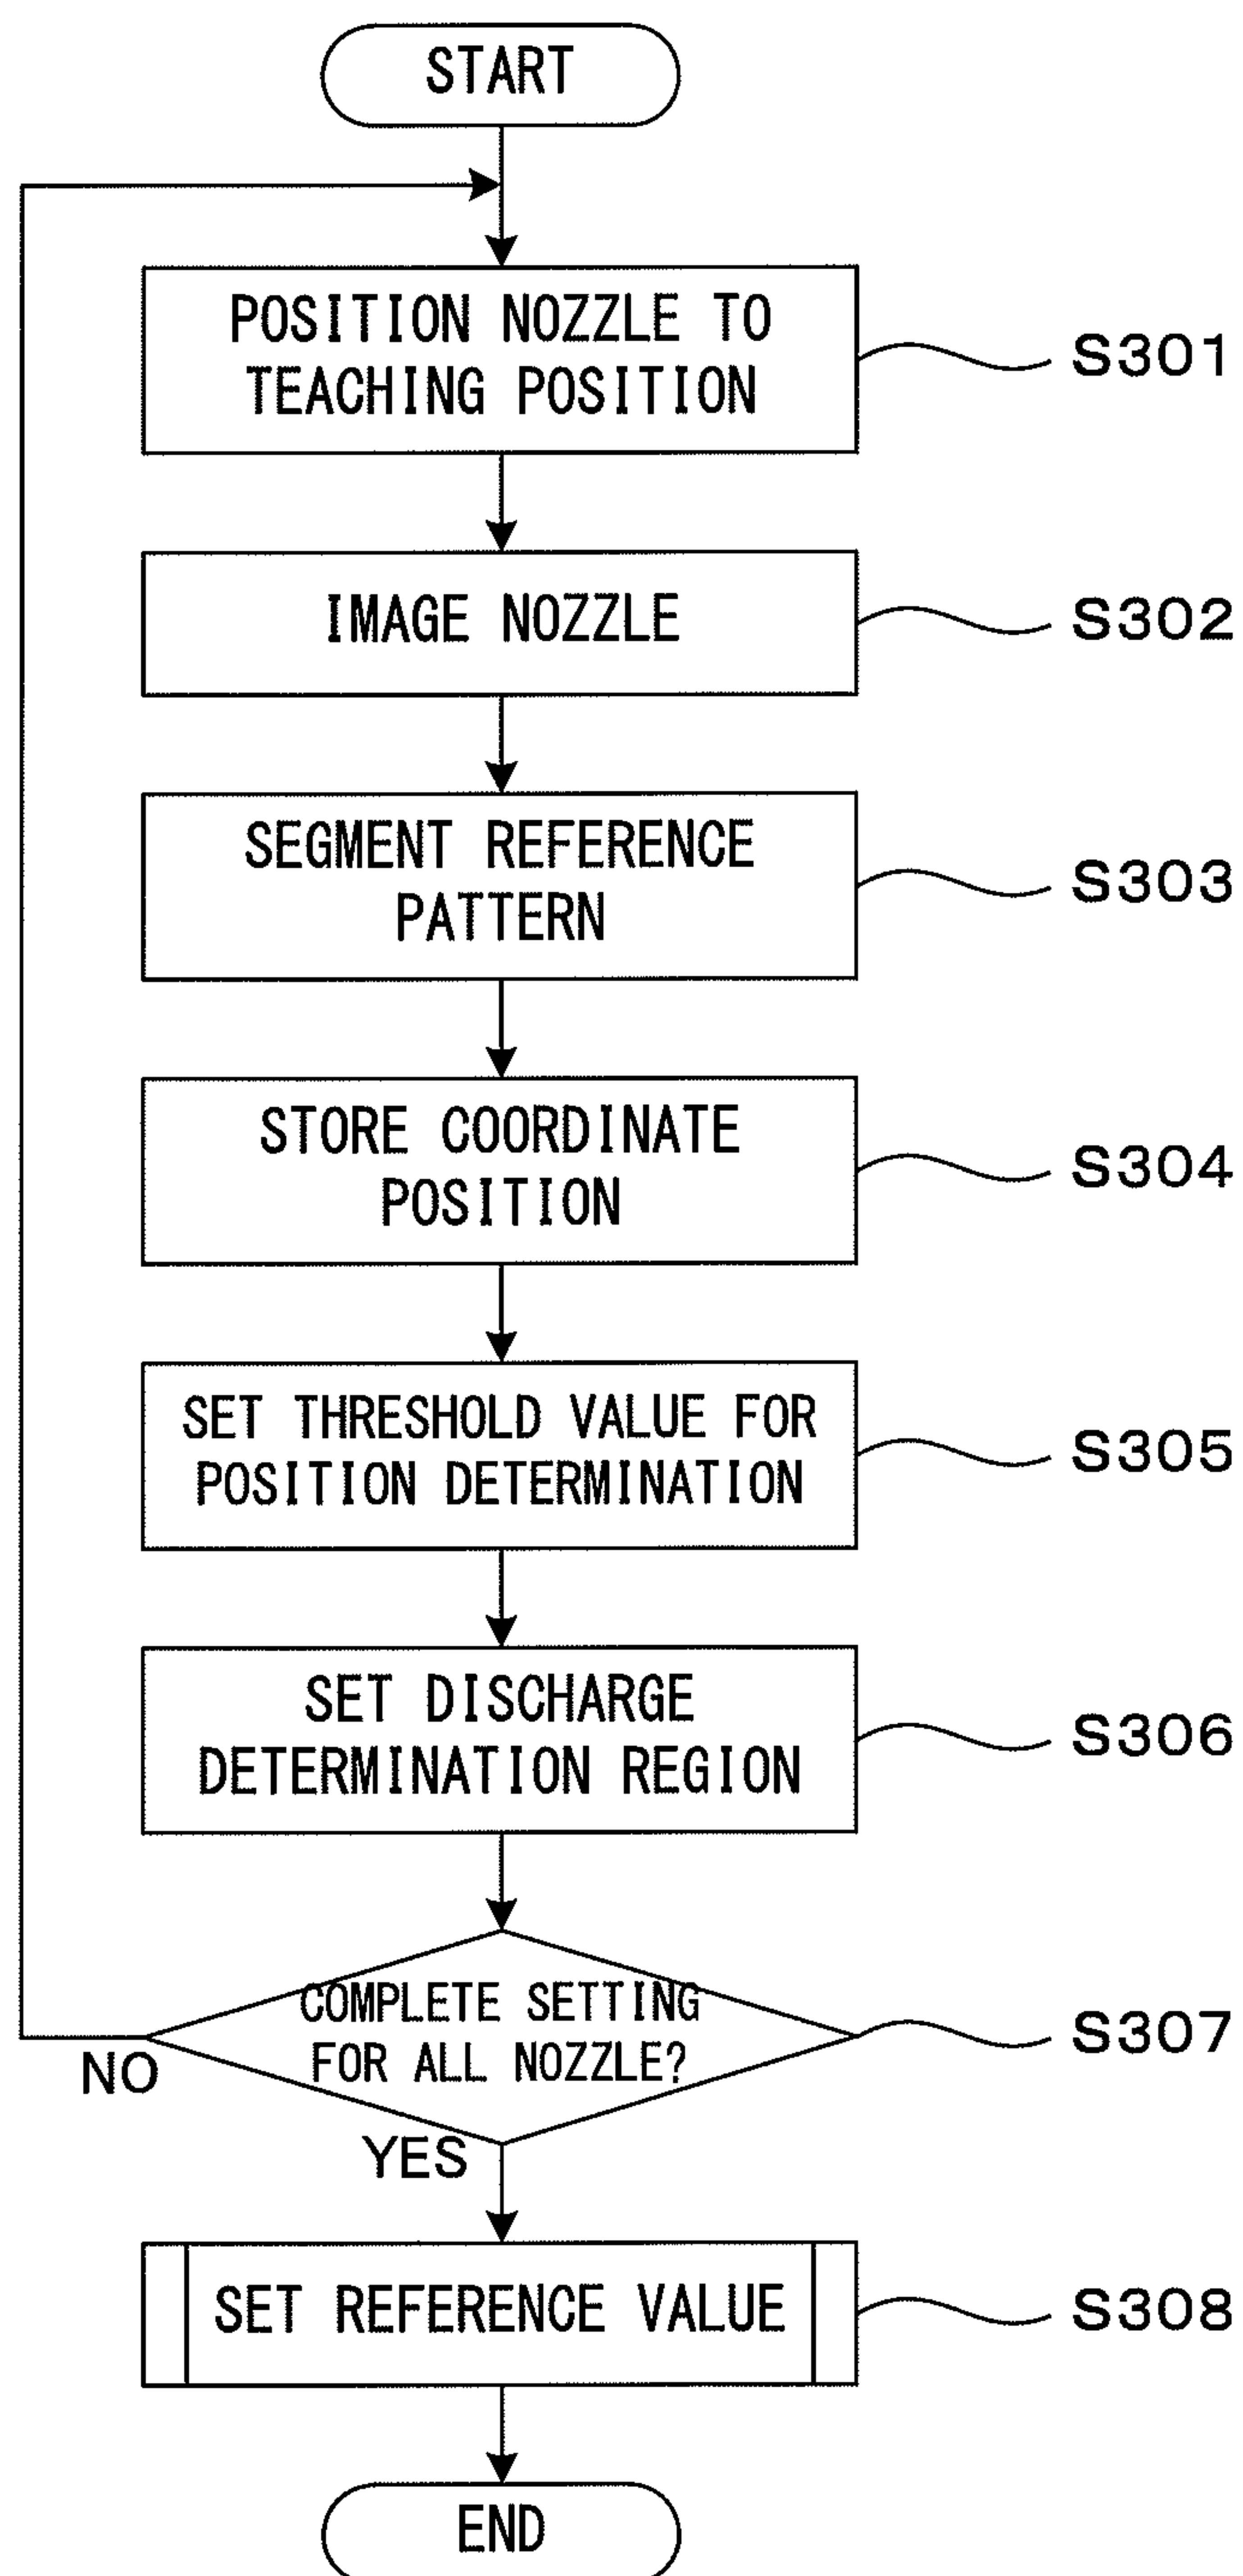 START
POSITION NOZZLE TO
TEACHING POSITION
S301
IMAGE NOZZLE
S302
SEGMENT REFERENCE
PATTERN
S303
STORE COORDINATE
POSITION
S304
SET THRESHOLD VALUE FOR
POSITION DETERMINATION
S305
SET DISCHARGE
DETERMINATION REGION
S306
COMPLETE SETTING
FOR ALL NOZZLE?
S307
NO
YES
SET REFERENCE VALUE
S308
END